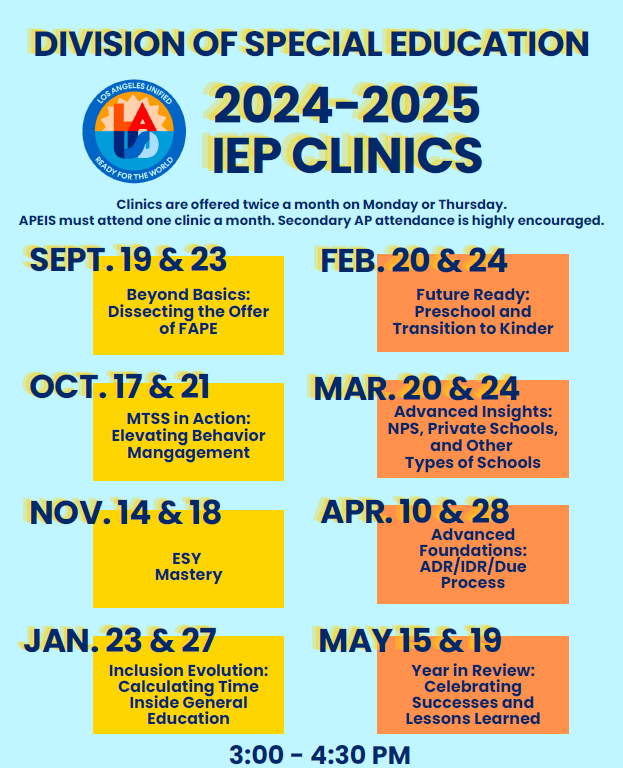 DIVISION OF SPECIAL EDUCATION
LOS ANGELES UNIFIED
LAUSD
READY FOR THE WORLD
2024-2025
IEP CLINICS
Clinics are offered twice a month on Monday or Thursday.
APEIS must attend one clinic a month. Secondary AP attendance is highly encouraged.
SEPT. 19 & 23
Beyond Basics:
Dissecting the Offer
of FAPE
OCT. 17 & 21
MTSS in Action:
Elevating Behavior
Mangagement
NOV. 14 & 18
ESY
Mastery
JAN. 23 & 27
Inclusion Evolution:
Calculating Time
Inside General
Education
FEB. 20 & 24
Future Ready:
Preschool and
Transition to Kinder
MAR. 20 & 24
Advanced Insights:
NPS, Private Schools,
and Other
Types of Schools
APR. 10 & 28
Advanced
Foundations:
ADR/IDR/Due
Process
MAY 15 & 19
Year in Review:
Celebrating
Successes and
Lessons Learned
3:00 - 4:30 PM